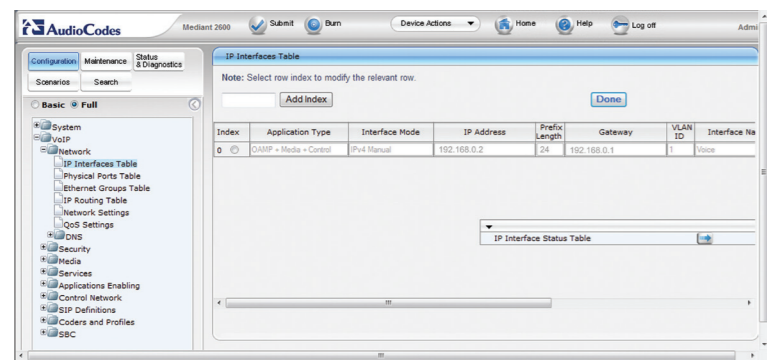 AudioCodes
Mediant 2600
Submit
Burn
Device Actions
Home
Help
Log off
Admi
Configuration
Maintenance
Status & Diagnostics
Scenarios
Search
Basic
Full
System
VoIP
Network
IP Interfaces Table
Physical Ports Table
Ethernet Groups Table
IP Routing Table
Network Settings
QoS Settings
DNS
Security
Media
Services
Applications Enabling
Control Network
SIP Definitions
Coders and Profiles
SBC
IP Interfaces Table
Note: Select row index to modify the relevant row.
Add Index
Done
Index Application Type Interface Mode IP Address Prefix Length Gateway VLAN ID Interface Na
0 OAMP + Media + Control IPv4 Manual 192.168.0.2 24 192.168.0.1 1 Voice
IP Interface Status Table